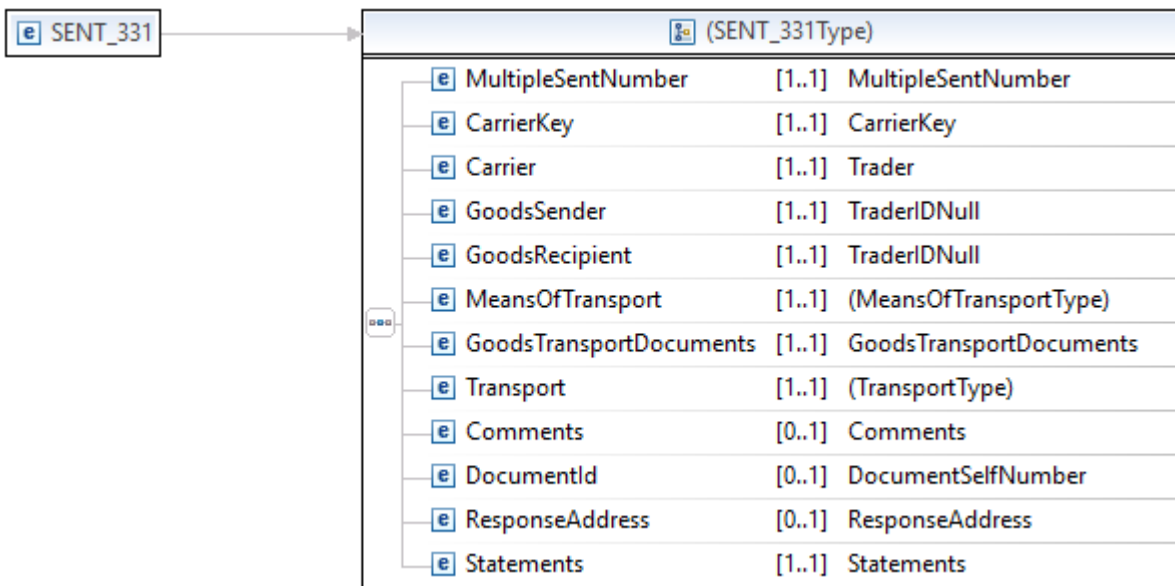 e SENT_331
(SENT_331Type)
e MultipleSentNumber [1..1] MultipleSentNumber
e CarrierKey [1..1] CarrierKey
e Carrier [1..1] Trader
e GoodsSender [1..1] TraderIDNull
e GoodsRecipient [1..1] TraderIDNull
e MeansOfTransport [1..1] (MeansOfTransportType)
e GoodsTransportDocuments [1..1] GoodsTransportDocuments
e Transport [1..1] (TransportType)
e Comments [0..1] Comments
e DocumentId [0..1] DocumentSelfNumber
e ResponseAddress [0..1] ResponseAddress
e Statements [1..1] Statements